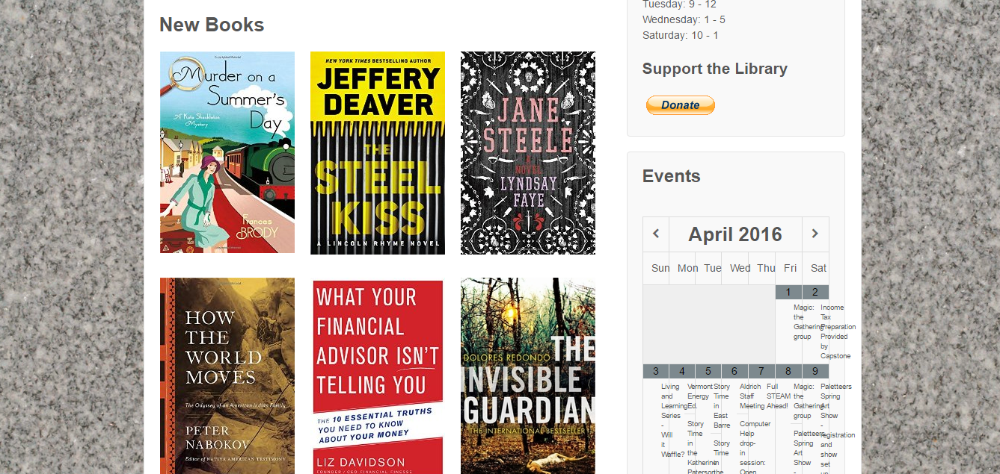 New Books
Murder on a
Summer's
Day
A Kate Shackleton
Mystery
Frances
BRODY
NEW YORK TIMES BESTSELLING AUTHOR
JEFFERY
DEAVER
THE
STEEL
KISS
A LINCOLN RHYME NOVEL
JANE
STEELE
A
NOVEL
LYNDSAY
FAYE
HOW
THE
WORLD
MOVES
The Odyssey of an American Indian Family
PETER
NABOKOV
Editor of NATIVE AMERICAN TESTIMONY
WHAT YOUR
FINANCIAL
ADVISOR ISN'T
TELLING YOU
THE 10 ESSENTIAL TRUTHS
YOU NEED TO KNOW
ABOUT YOUR MONEY
LIZ DAVIDSON
FOUNDER / CEO FINANCIAL FINESSE
DOLORES REDONDO
THE
INVISIBLE
GUARDIAN
THE INTERNATIONAL BESTSELLER
Tuesday: 9 - 12
Wednesday: 1 - 5
Saturday: 10 - 1
Support the Library
Donate
Events
April 2016
Sun Mon Tue Wed Thu Fri Sat
1 2
Magic:
the
Gathering
group
Income
Tax
Preparation
Provided
by
Capstone
3 4 5 6 7 8 9
Living
and
Learning
Series
-
Will
it
Waffle?
Vermont
Energy
Ed.
Story
Time
in
the
Katherine
Paterson
Story
Time
in
East
Barre
Story
Time
in
the
Aldrich
Staff
Meeting
Computer
Help
drop-
in
session:
Open
Full
STEAM
Ahead!
Magic:
the
Gathering
group
Paletteers
Spring
Art
Show
-
Paletteers
Spring
Art
Show
-
registration
and
show
set
up